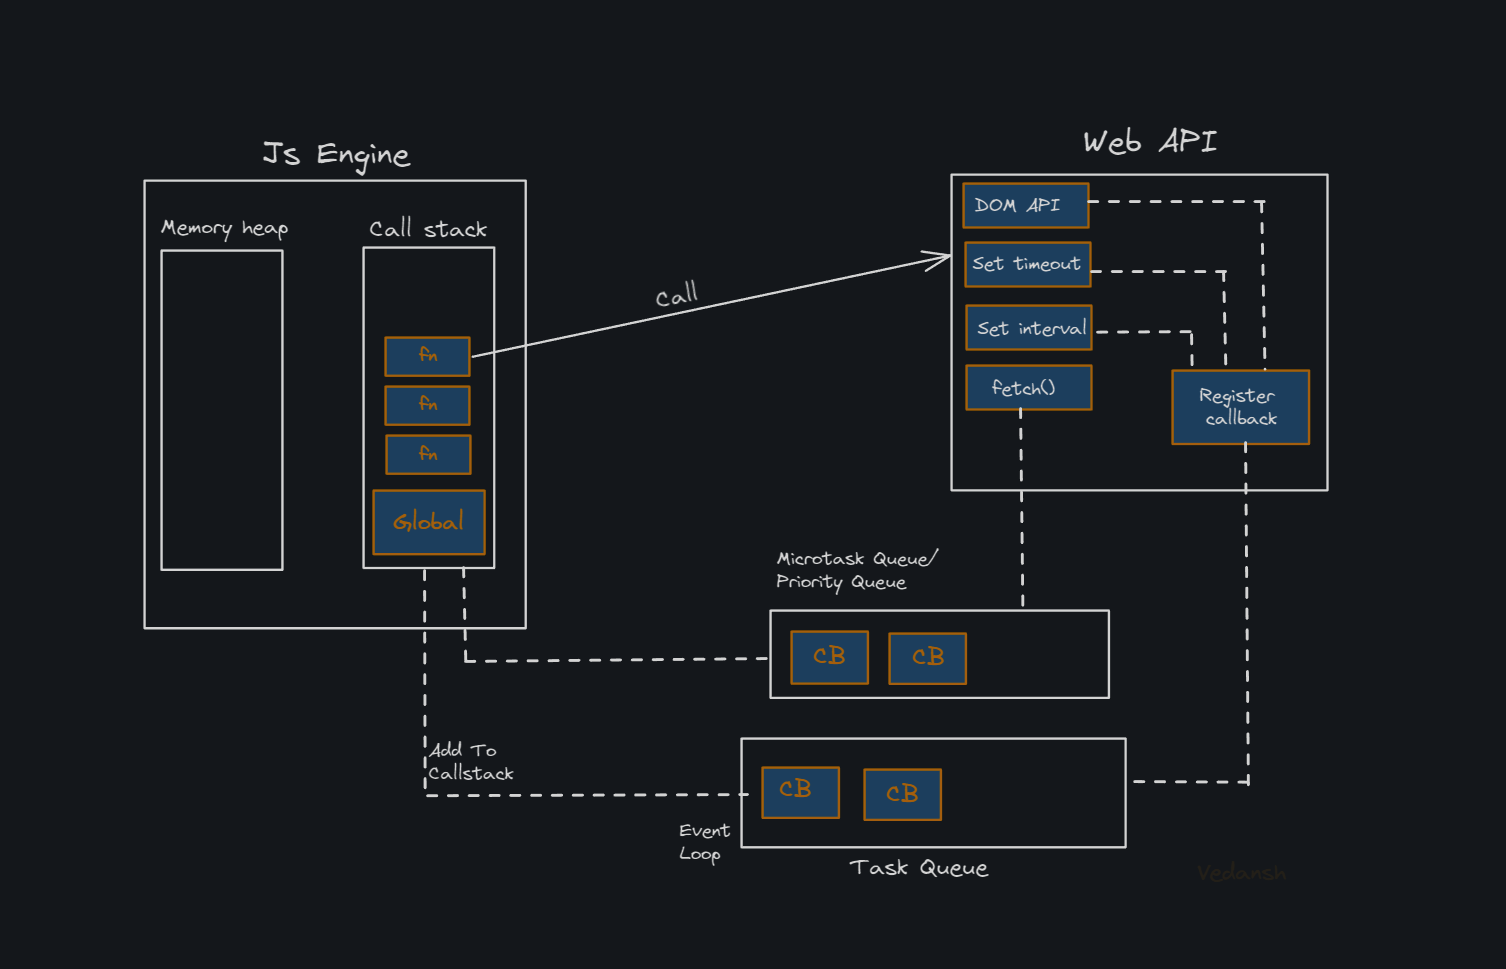 Js Engine
Memory heap
Call stack
fn
fn
fn
Global
Call
Web API
DOM API
Set timeout
Set interval
fetch()
Register
callback
Microtask Queue/
Priority Queue
CB
CB
Add To
Callstack
CB
CB
Event
Loop
Task Queue
Vedansh